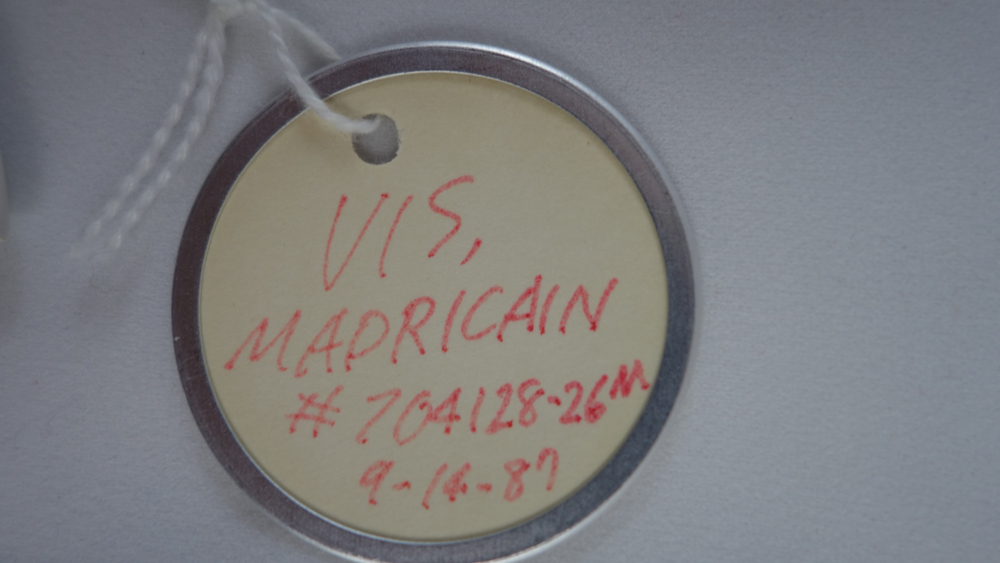 VIS,
MADRICAIN
# 704128-26M
9-14-87